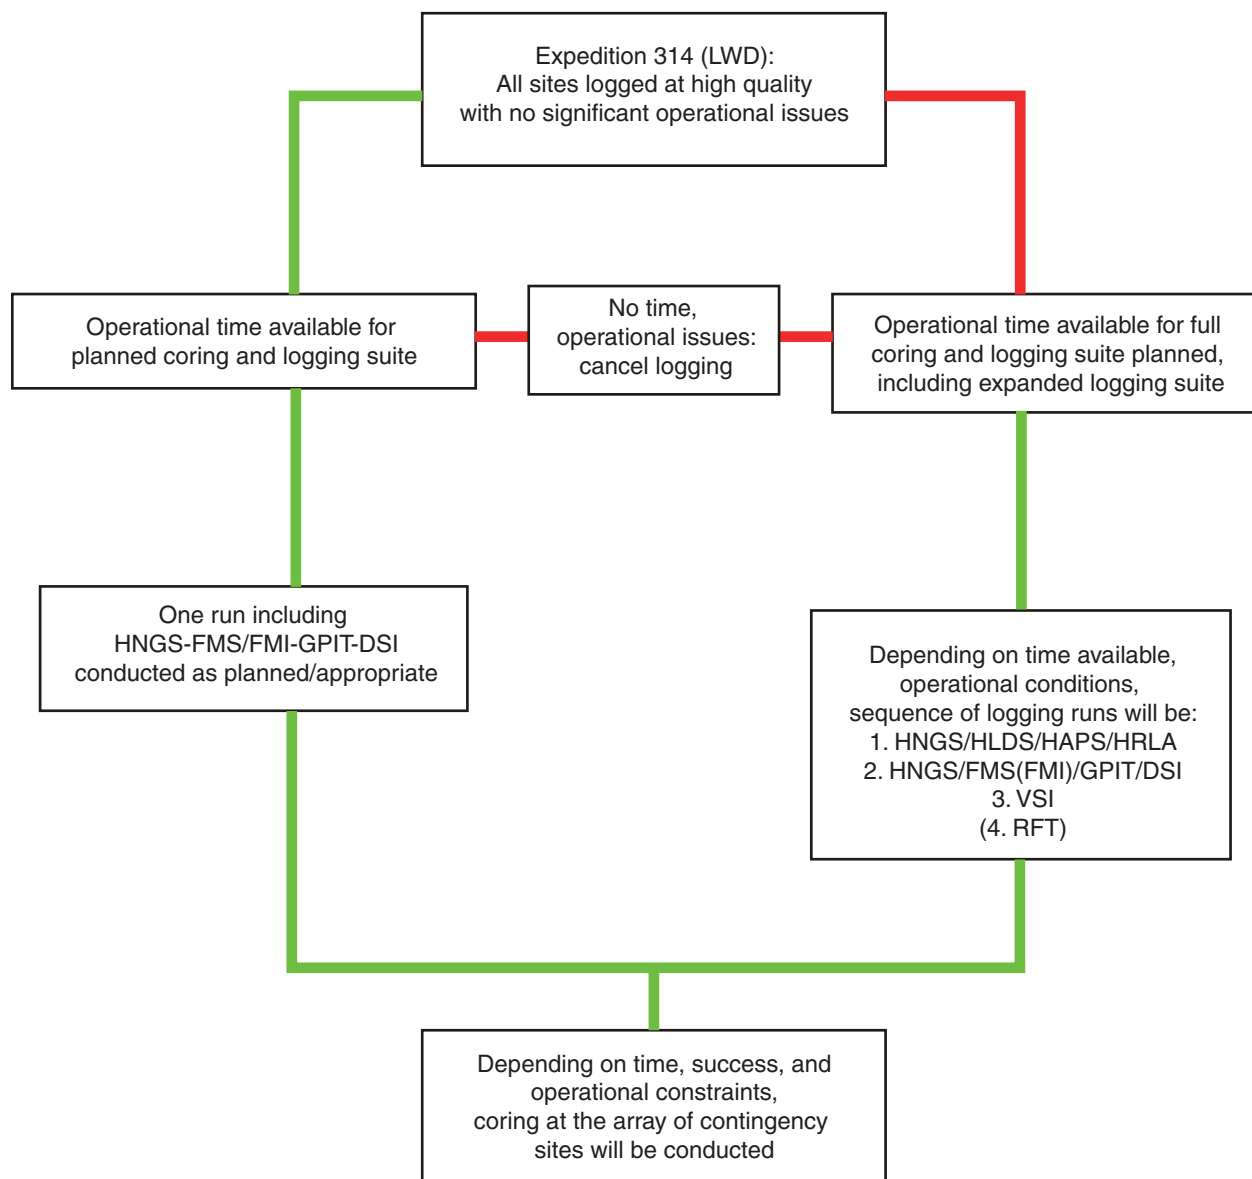 Expedition 314 (LWD):
All sites logged at high quality
with no significant operational issues
Operational time available for
planned coring and logging suite
No time,
operational issues:
cancel logging
Operational time available for full
coring and logging suite planned,
including expanded logging suite
One run including
HNGS-FMS/FMI-GPIT-DSI
conducted as planned/appropriate
Depending on time available,
operational conditions,
sequence of logging runs will be:
1. HNGS/HLDS/HAPS/HRLA
2. HNGS/FMS(FMI)/GPIT/DSI
3. VSI
(4. RFT)
Depending on time, success, and
operational constraints,
coring at the array of contingency
sites will be conducted